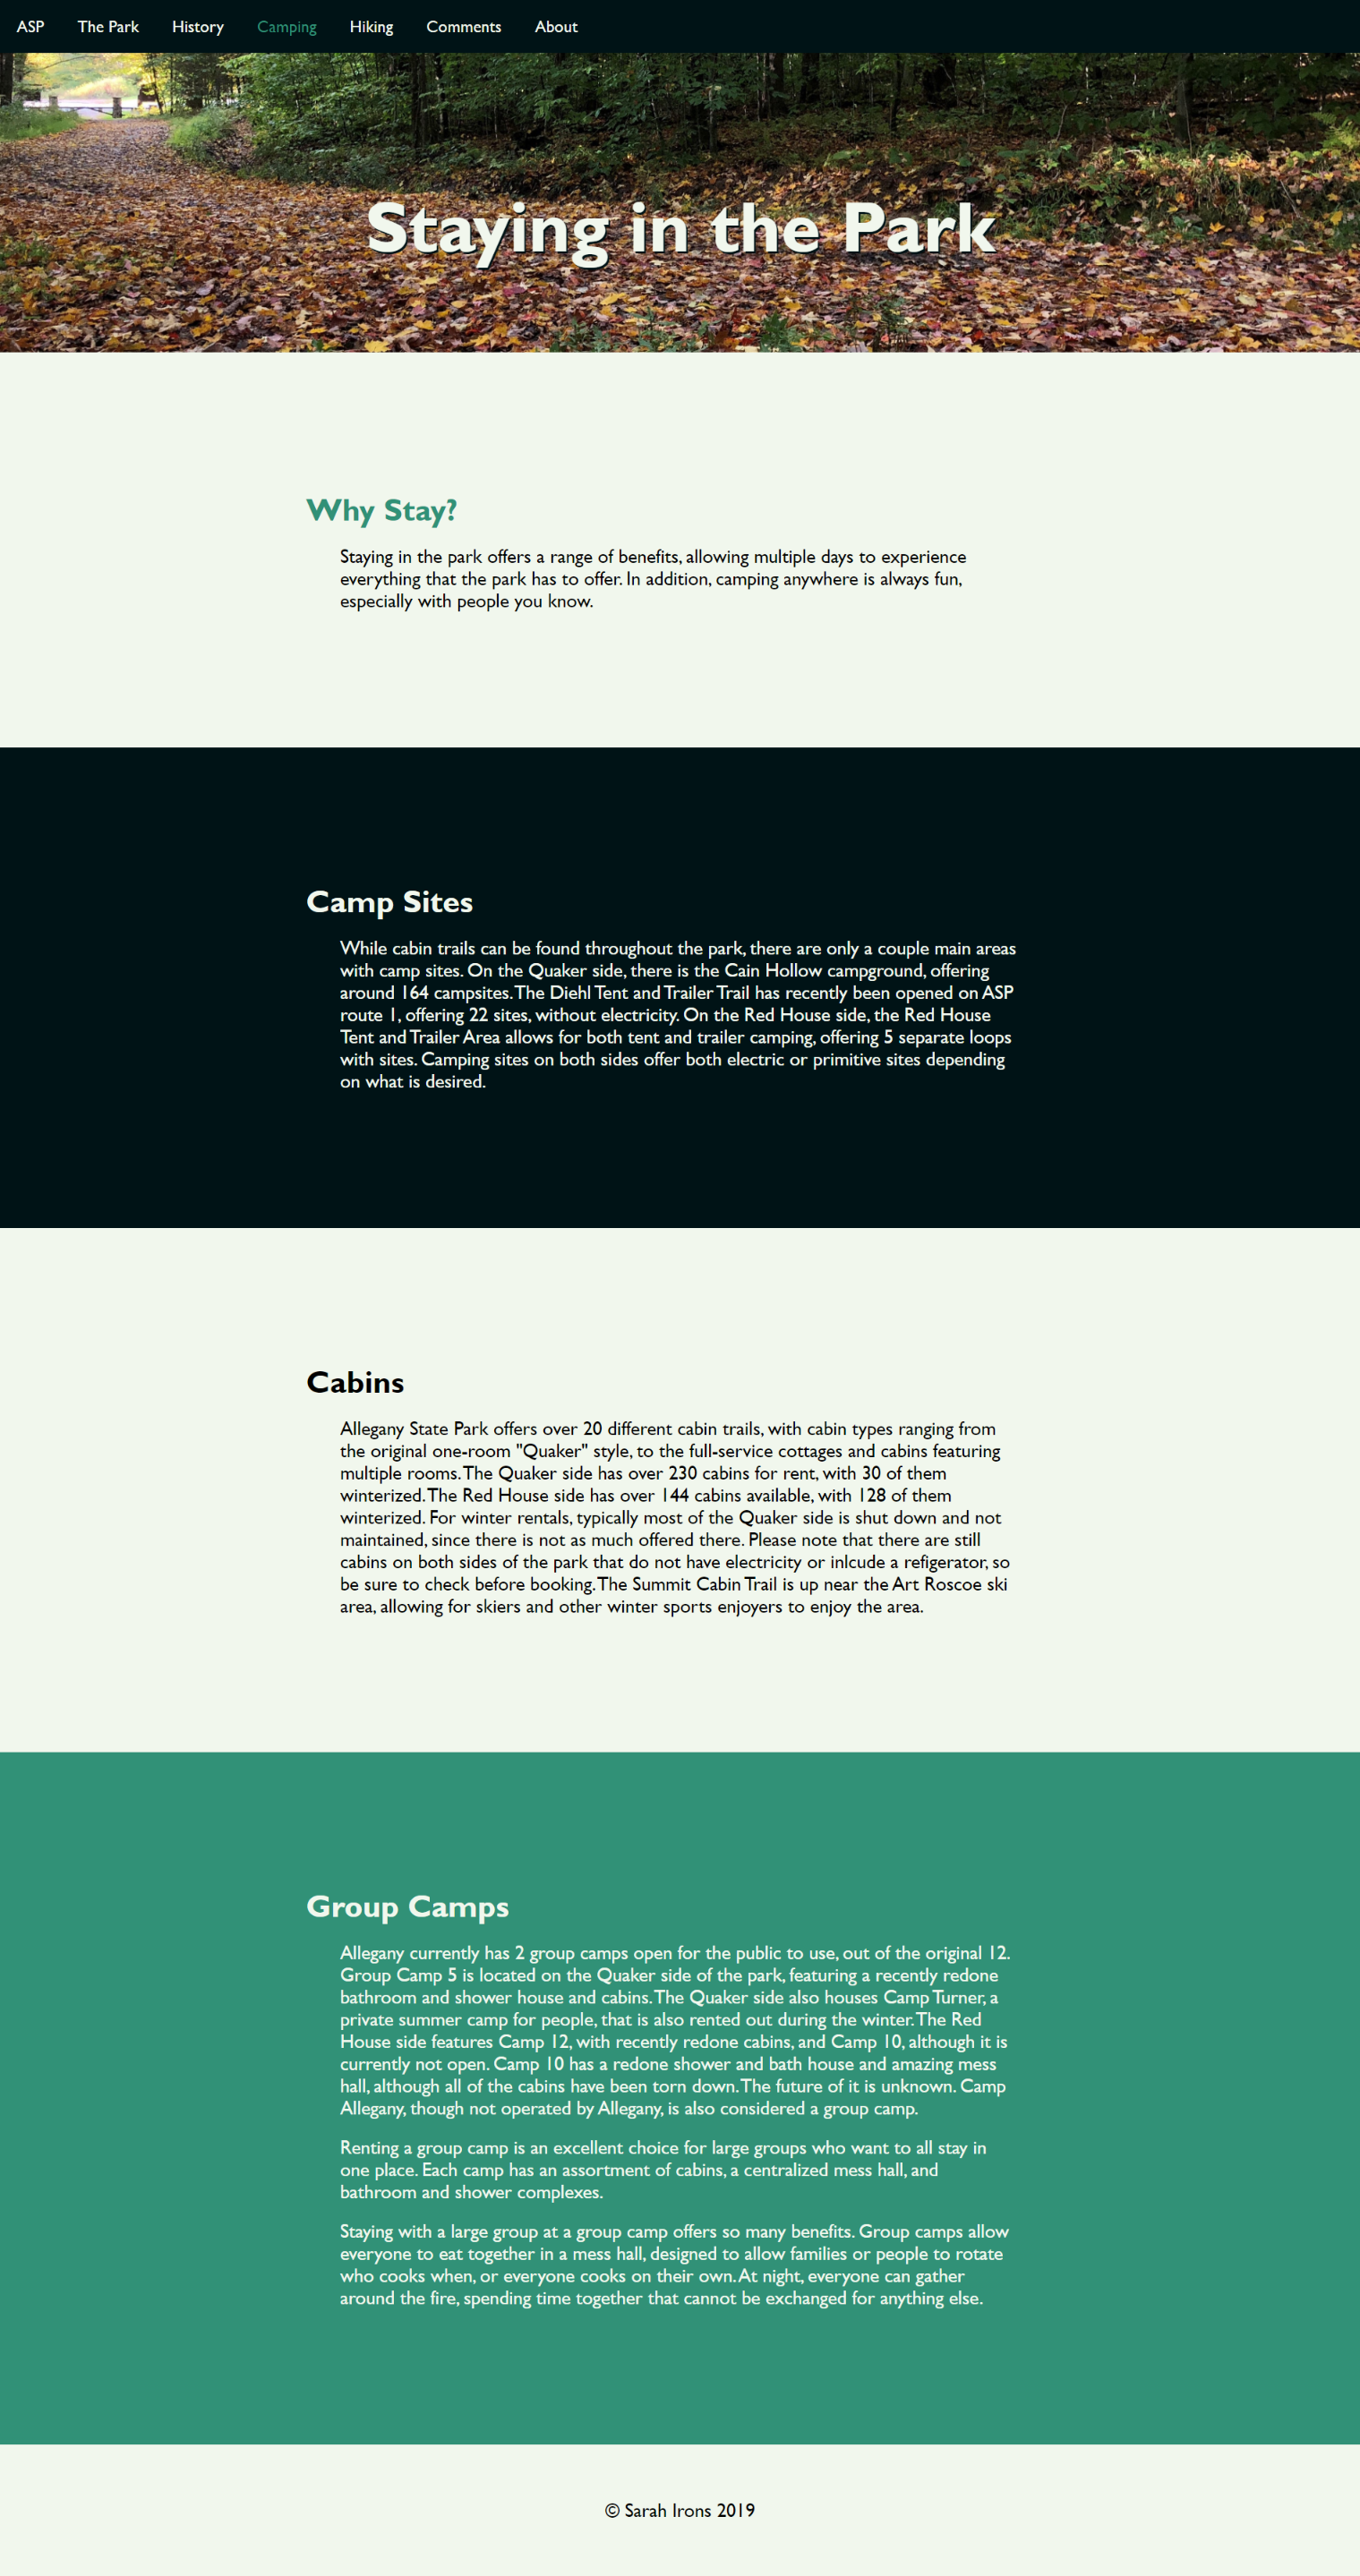 ASP The Park History Camping Hiking Comments About
Staying in the Park
Why Stay?
Staying in the park offers a range of benefits, allowing multiple days to experience
everything that the park has to offer. In addition, camping anywhere is always fun,
especially with people you know.
Camp Sites
While cabin trails can be found throughout the park, there are only a couple main areas
with camp sites. On the Quaker side, there is the Cain Hollow campground, offering
around 164 campsites. The Diehl Tent and Trailer Trail has recently been opened on ASP
route 1, offering 22 sites, without electricity. On the Red House side, the Red House
Tent and Trailer Area allows for both tent and trailer camping, offering 5 separate loops
with sites. Camping sites on both sides offer both electric or primitive sites depending
on what is desired.
Cabins
Allegany State Park offers over 20 different cabin trails, with cabin types ranging from
the original one-room "Quaker" style, to the full-service cottages and cabins featuring
multiple rooms. The Quaker side has over 230 cabins for rent, with 30 of them
winterized. The Red House side has over 144 cabins available, with 128 of them
winterized. For winter rentals, typically most of the Quaker side is shut down and not
maintained, since there is not as much offered there. Please note that there are still
cabins on both sides of the park that do not have electricity or inlcude a refigerator, so
be sure to check before booking. The Summit Cabin Trail is up near the Art Roscoe ski
area, allowing for skiers and other winter sports enjoyers to enjoy the area.
Group Camps
Allegany currently has 2 group camps open for the public to use, out of the original 12.
Group Camp 5 is located on the Quaker side of the park, featuring a recently redone
bathroom and shower house and cabins. The Quaker side also houses Camp Turner, a
private summer camp for people, that is also rented out during the winter. The Red
House side features Camp 12, with recently redone cabins, and Camp 10, although it is
currently not open. Camp 10 has a redone shower and bath house and amazing mess
hall, although all of the cabins have been torn down. The future of it is unknown. Camp
Allegany, though not operated by Allegany, is also considered a group camp.
Renting a group camp is an excellent choice for large groups who want to all stay in
one place. Each camp has an assortment of cabins, a centralized mess hall, and
bathroom and shower complexes.
Staying with a large group at a group camp offers so many benefits. Group camps allow
everyone to eat together in a mess hall, designed to allow families or people to rotate
who cooks when, or everyone cooks on their own. At night, everyone can gather
around the fire, spending time together that cannot be exchanged for anything else.
© Sarah Irons 2019